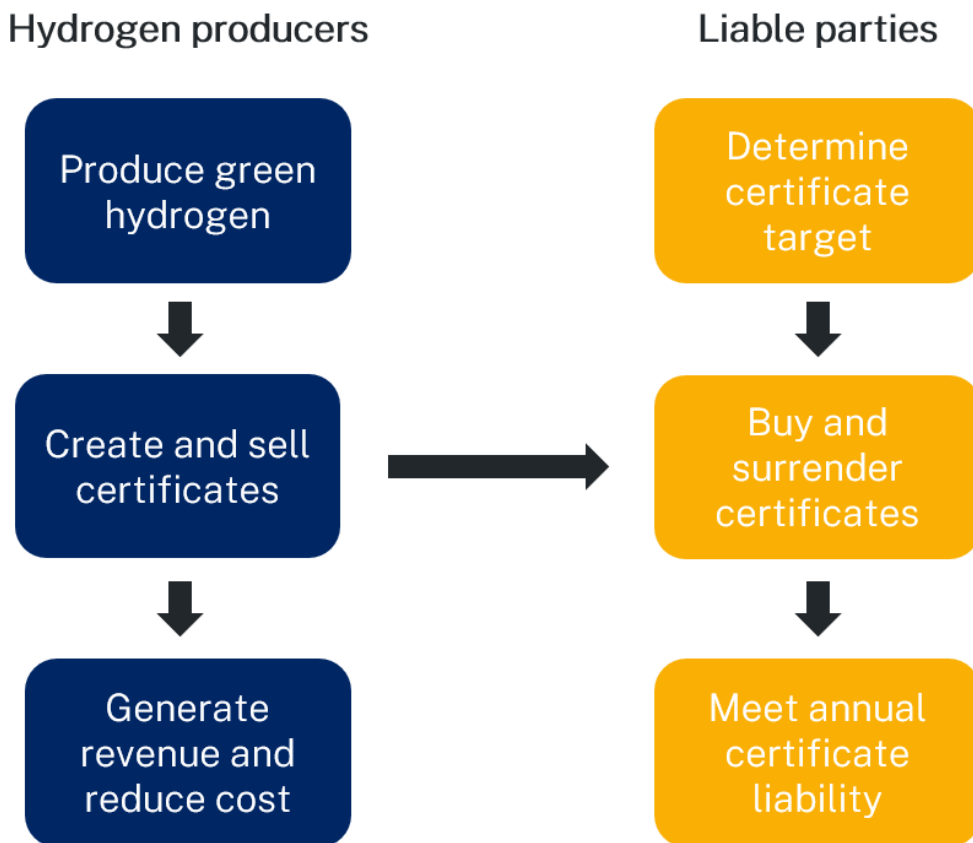 Hydrogen producers
Liable parties
Produce green
hydrogen
Determine
certificate
target
Create and sell
certificates
Buy and
surrender
certificates
Generate
revenue and
reduce cost
Meet annual
certificate
liability